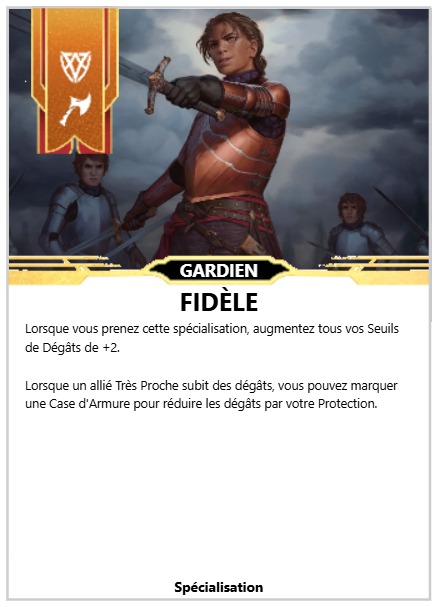 GARDIEN
FIDÈLE
Lorsque vous prenez cette spécialisation, augmentez tous vos Seuils
de Dégâts de +2.
Lorsque un allié Très Proche subit des dégâts, vous pouvez marquer
une Case d'Armure pour réduire les dégâts par votre Protection.
Spécialisation